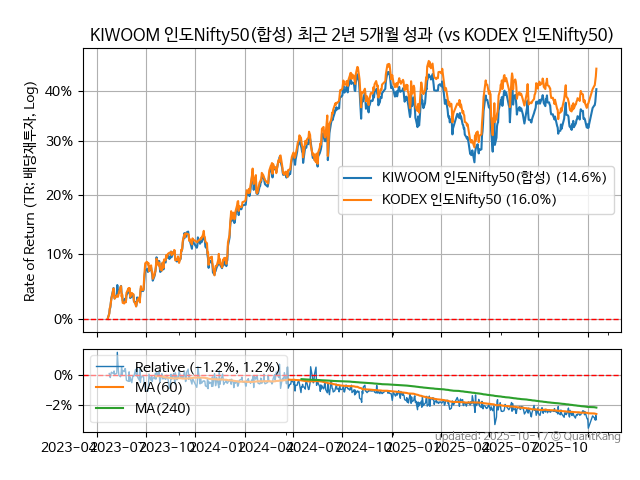 KIWOOM 인도Nifty50(합성) 최근 2년 5개월 성과 (vs KODEX 인도Nifty50)
Rate of Return (TR: 배당재투자, Log)
40%
30%
20%
10%
0%
KIWOOM 인도Nifty50(합성) (14.6%)
KODEX 인도Nifty50 (16.0%)
0%
−2%
Relative (−1.2%, 1.2%)
MA(60)
MA(240)
2023-04 2023-07 2023-10 2024-01 2024-04 2024-07 2024-10 2025-01 2025-04 2025-07 2025-10
updated: 2025-10-17 © QuantKang